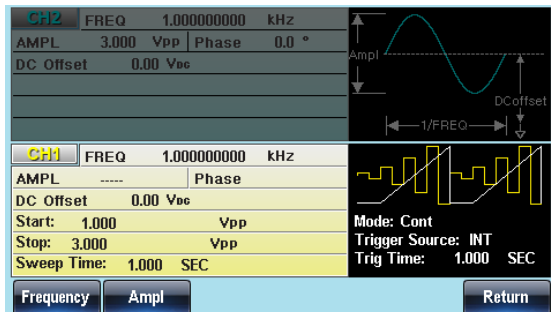 CH2 FREQ 1.000000000 kHz
AMPL 3.000 Vpp Phase 0.0 °
DC Offset 0.00 VDC
Ampl
DCoffset
1/FREQ
CH1 FREQ 1.000000000 kHz
AMPL ----- Phase
DC Offset 0.00 VDC
Start: 1.000 Vpp
Stop: 3.000 Vpp
Sweep Time: 1.000 SEC
Mode: Cont
Trigger Source: INT
Trig Time: 1.000 SEC
Frequency Ampl Return